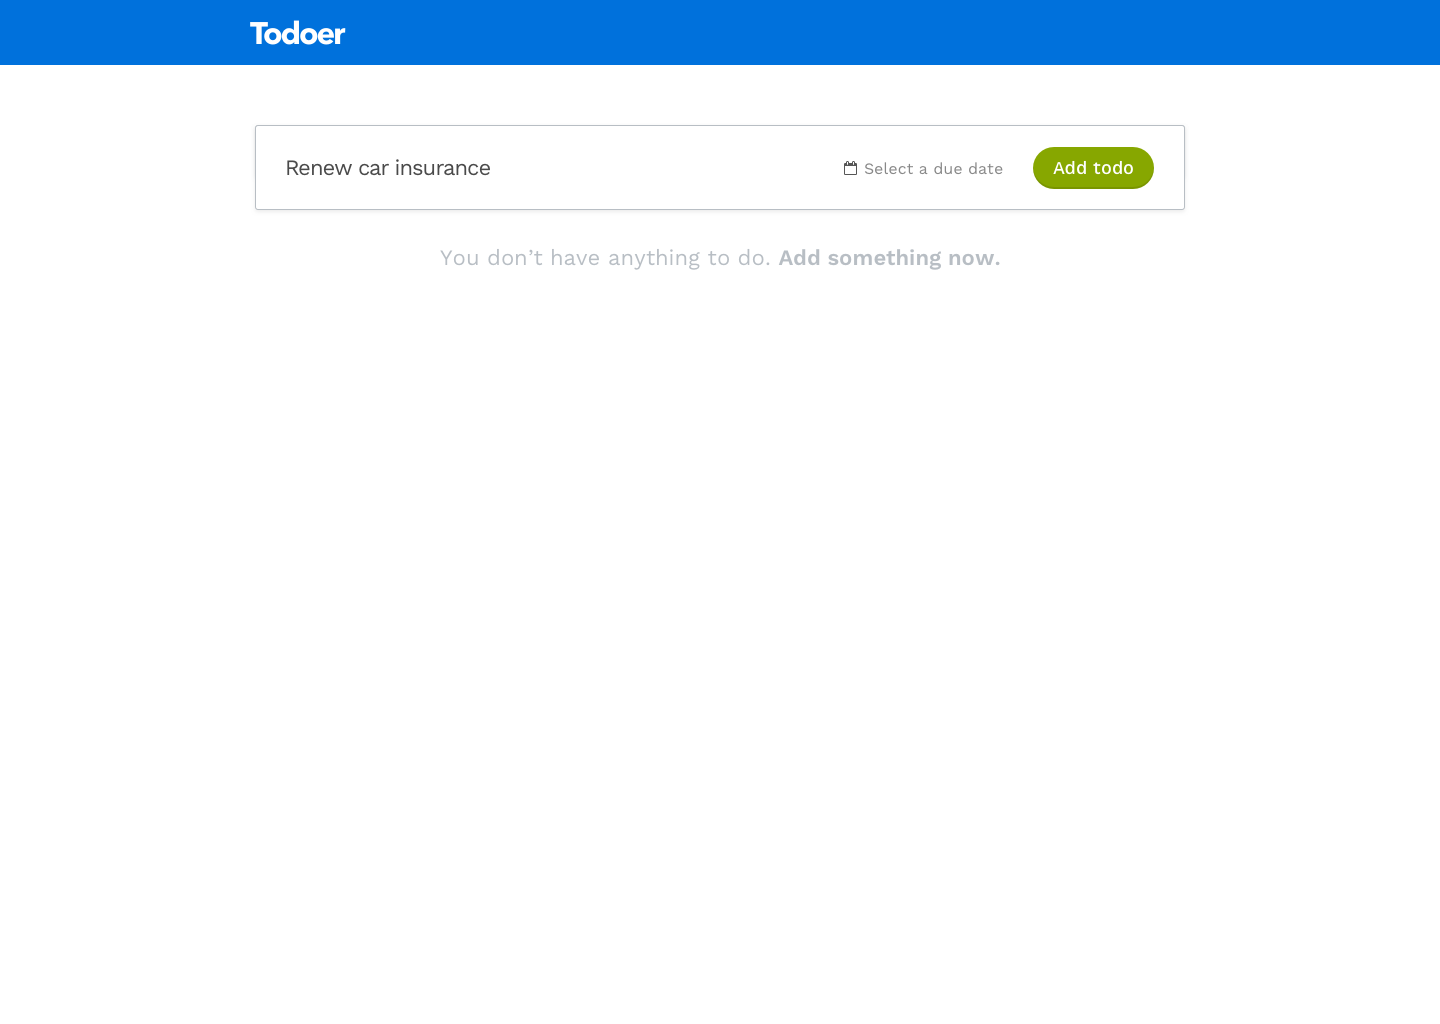 Todoer
Renew car insurance
Select a due date
Add todo
You don’t have anything to do. Add something now.